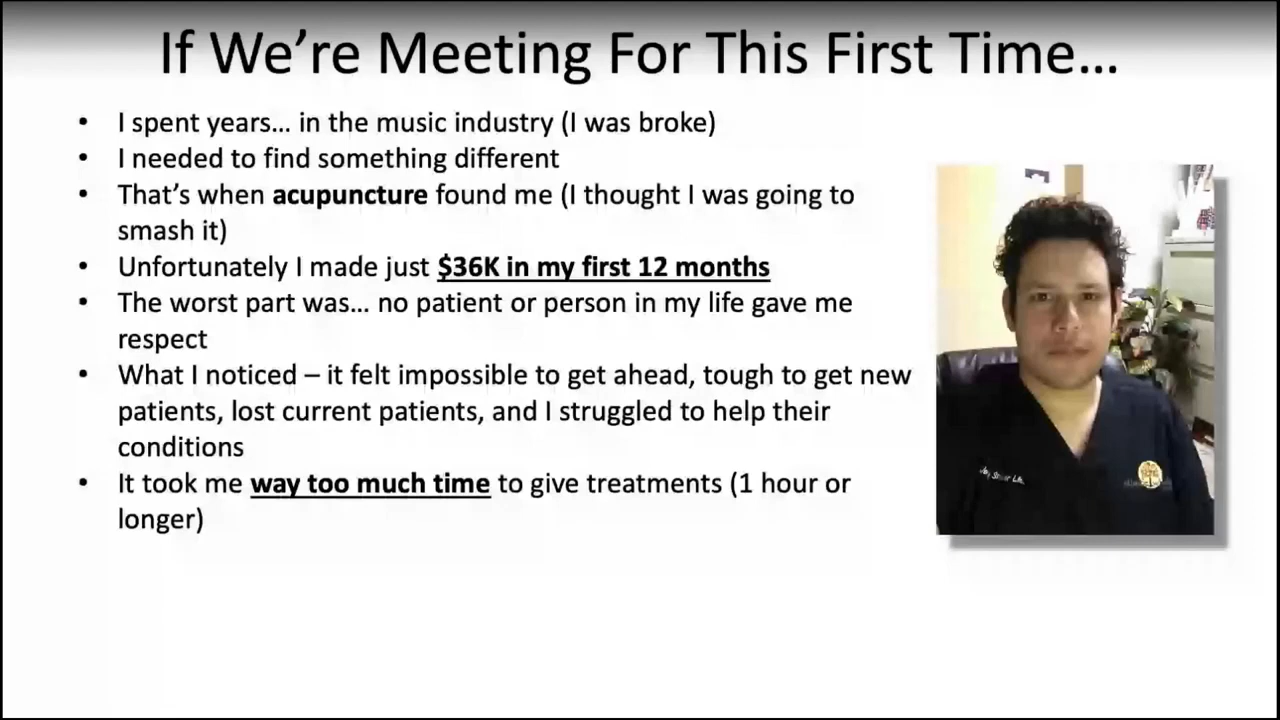 If We’re Meeting For This First Time…
• I spent years… in the music industry (I was broke)
• I needed to find something different
• That’s when acupuncture found me (I thought I was going to
smash it)
• Unfortunately I made just $36K in my first 12 months
• The worst part was… no patient or person in my life gave me
respect
• What I noticed – it felt impossible to get ahead, tough to get new
patients, lost current patients, and I struggled to help their
conditions
• It took me way too much time to give treatments (1 hour or
longer)